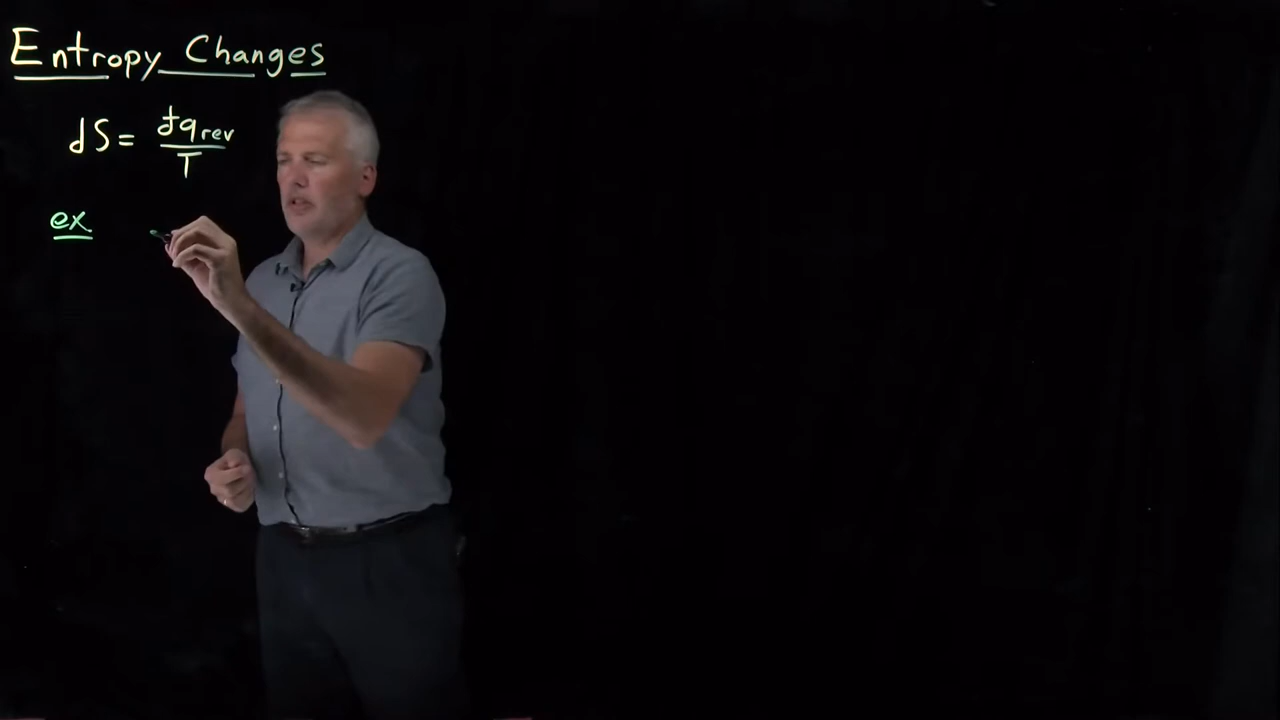 Entropy Changes
dS = đq_rev / T
ex